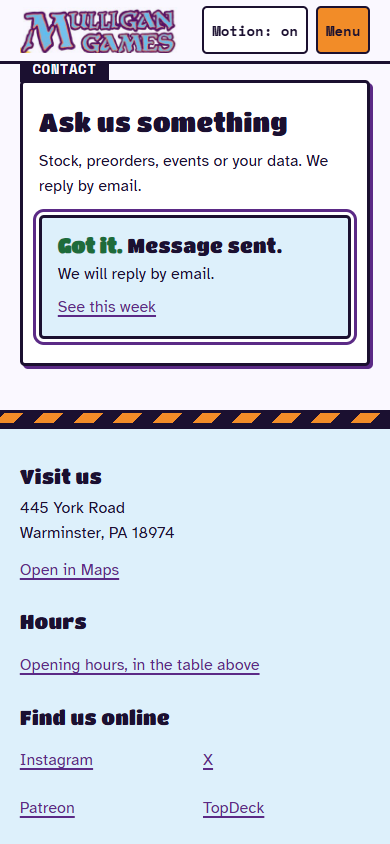 Mulligan Games
Motion: on
Menu
CONTACT
Ask us something
Stock, preorders, events or your data. We
reply by email.
Got it. Message sent.
We will reply by email.
See this week
Visit us
445 York Road
Warminster, PA 18974
Open in Maps
Hours
Opening hours, in the table above
Find us online
Instagram
X
Patreon
TopDeck